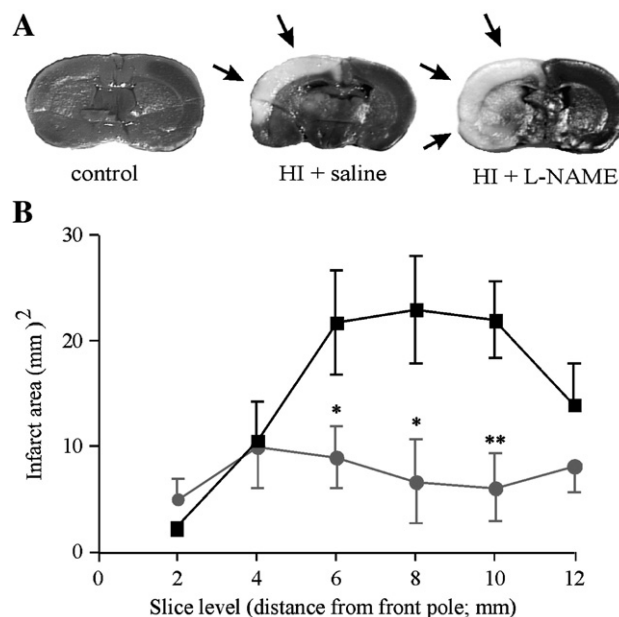 A
control
HI + saline
HI + L-NAME
B
30
20
10
0
Infarct area (mm )2
*
*
**
0
2
4
6
8
10
12
Slice level (distance from front pole; mm)